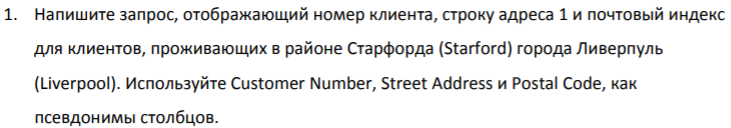 1. Напишите запрос, отображающий номер клиента, строку адреса 1 и почтовый индекс
для клиентов, проживающих в районе Старфорда (Starford) города Ливерпуль
(Liverpool). Используйте Customer Number, Street Address и Postal Code, как
псевдонимы столбцов.